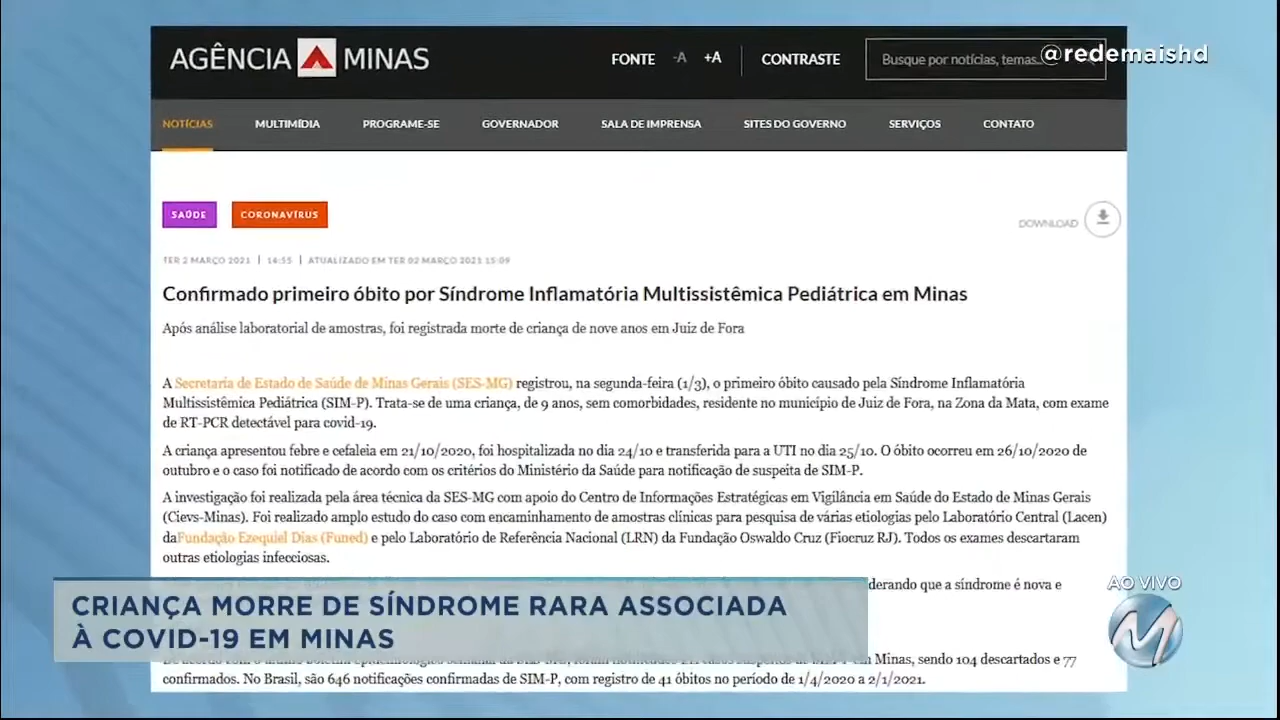 AGÊNCIA MINAS
FONTE -A +A CONTRASTE Busque por notícias, temas...
@redemaishd
NOTÍCIAS MULTIMÍDIA PROGRAME-SE GOVERNADOR SALA DE IMPRENSA SITES DO GOVERNO SERVIÇOS CONTATO
SAÚDE CORONAVÍRUS
DOWNLOAD
TER 2 MARÇO 2021 | 14:55 | ATUALIZADO EM TER 02 MARÇO 2021 15:09
Confirmado primeiro óbito por Síndrome Inflamatória Multissistêmica Pediátrica em Minas
Após análise laboratorial de amostras, foi registrada morte de criança de nove anos em Juiz de Fora
A Secretaria de Estado de Saúde de Minas Gerais (SES-MG) registrou, na segunda-feira (1/3), o primeiro óbito causado pela Síndrome Inflamatória
Multissistêmica Pediátrica (SIM-P). Trata-se de uma criança, de 9 anos, sem comorbidades, residente no município de Juiz de Fora, na Zona da Mata, com exame
de RT-PCR detectável para covid-19.
A criança apresentou febre e cefaleia em 21/10/2020, foi hospitalizada no dia 24/10 e transferida para a UTI no dia 25/10. O óbito ocorreu em 26/10/2020 de
outubro e o caso foi notificado de acordo com os critérios do Ministério da Saúde para notificação de suspeita de SIM-P.
A investigação foi realizada pela área técnica da SES-MG com apoio do Centro de Informações Estratégicas em Vigilância em Saúde do Estado de Minas Gerais
(Cievs-Minas). Foi realizado amplo estudo do caso com encaminhamento de amostras clínicas para pesquisa de várias etiologias pelo Laboratório Central (Lacen)
daFundação Ezequiel Dias (Funed) e pelo Laboratório de Referência Nacional (LRN) da Fundação Oswaldo Cruz (Fiocruz RJ). Todos os exames descartaram
outras etiologias infecciosas.
que a síndrome é nova e
CRIANÇA MORRE DE SÍNDROME RARA ASSOCIADA
À COVID-19 EM MINAS
AO VIVO
M
Minas, sendo 104 descartados e 77
confirmados. No Brasil, são 646 notificações confirmadas de SIM-P, com registro de 41 óbitos no período de 1/4/2020 a 2/1/2021.